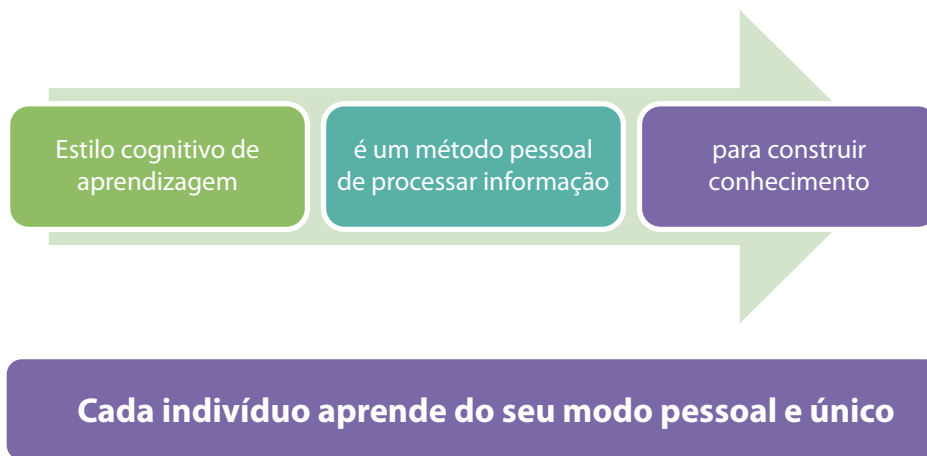 Estilo cognitivo de
aprendizagem
é um método pessoal
de processar informação
para construir
conhecimento
Cada indivíduo aprende do seu modo pessoal e único